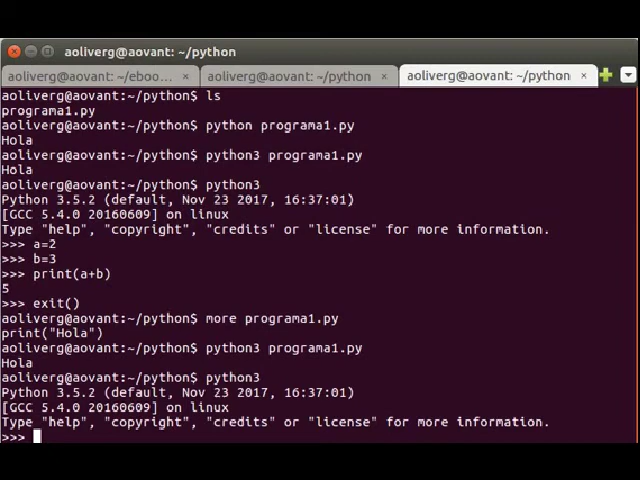 aoliverg@aovant: ~/python
aoliverg@aovant: ~/eboo... × aoliverg@aovant: ~/python × aoliverg@aovant: ~/python ×
aoliverg@aovant:~/python$ ls
programa1.py
aoliverg@aovant:~/python$ python programa1.py
Hola
aoliverg@aovant:~/python$ python3 programa1.py
Hola
aoliverg@aovant:~/python$ python3
Python 3.5.2 (default, Nov 23 2017, 16:37:01)
[GCC 5.4.0 20160609] on linux
Type "help", "copyright", "credits" or "license" for more information.
>>> a=2
>>> b=3
>>> print(a+b)
5
>>> exit()
aoliverg@aovant:~/python$ more programa1.py
print("Hola")
aoliverg@aovant:~/python$ python3 programa1.py
Hola
aoliverg@aovant:~/python$ python3
Python 3.5.2 (default, Nov 23 2017, 16:37:01)
[GCC 5.4.0 20160609] on linux
Type "help", "copyright", "credits" or "license" for more information.
>>>